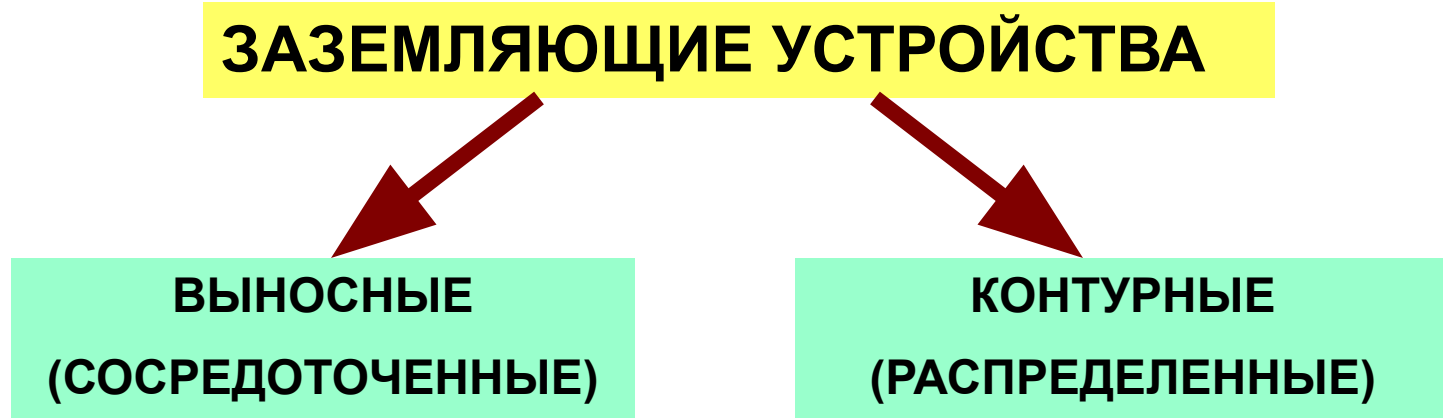 ЗАЗЕМЛЯЮЩИЕ УСТРОЙСТВА
ВЫНОСНЫЕ
(СОСРЕДОТОЧЕННЫЕ)
КОНТУРНЫЕ
(РАСПРЕДЕЛЕННЫЕ)